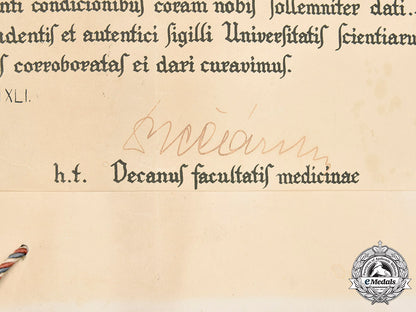 nti condicionibus coram nobis sollemniter dati.
udentis et autentici sigilli Universitatis scientiaru
s corroboratas ei dari curavimus.
XLI.
h.t. Decanus facultatis medicinae
eMedals